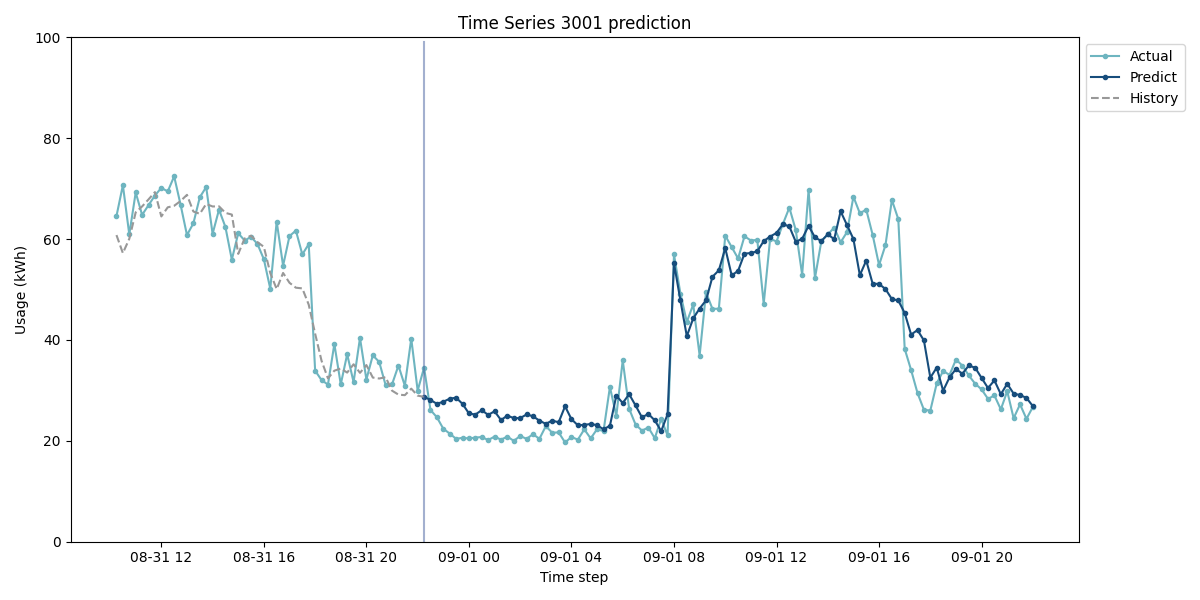 Time Series 3001 prediction
100
80
60
40
20
0
Usage (kWh)
08-31 12
08-31 16
08-31 20
09-01 00
09-01 04
09-01 08
09-01 12
09-01 16
09-01 20
Time step
Actual
Predict
History